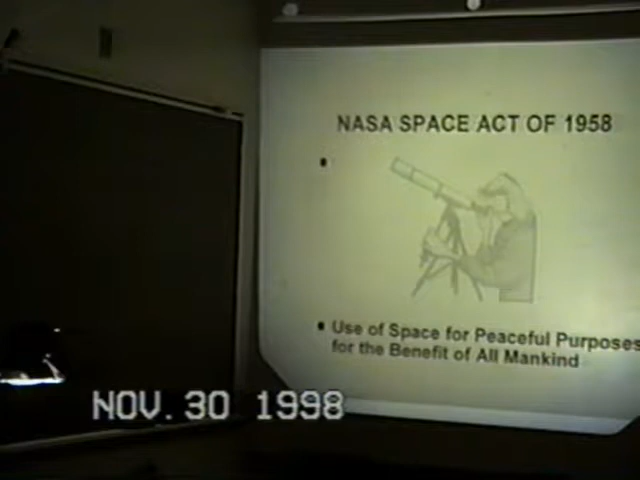 NASA SPACE ACT OF 1958
• Use of Space for Peaceful Purposes
for the Benefit of All Mankind
NOV. 30 1998